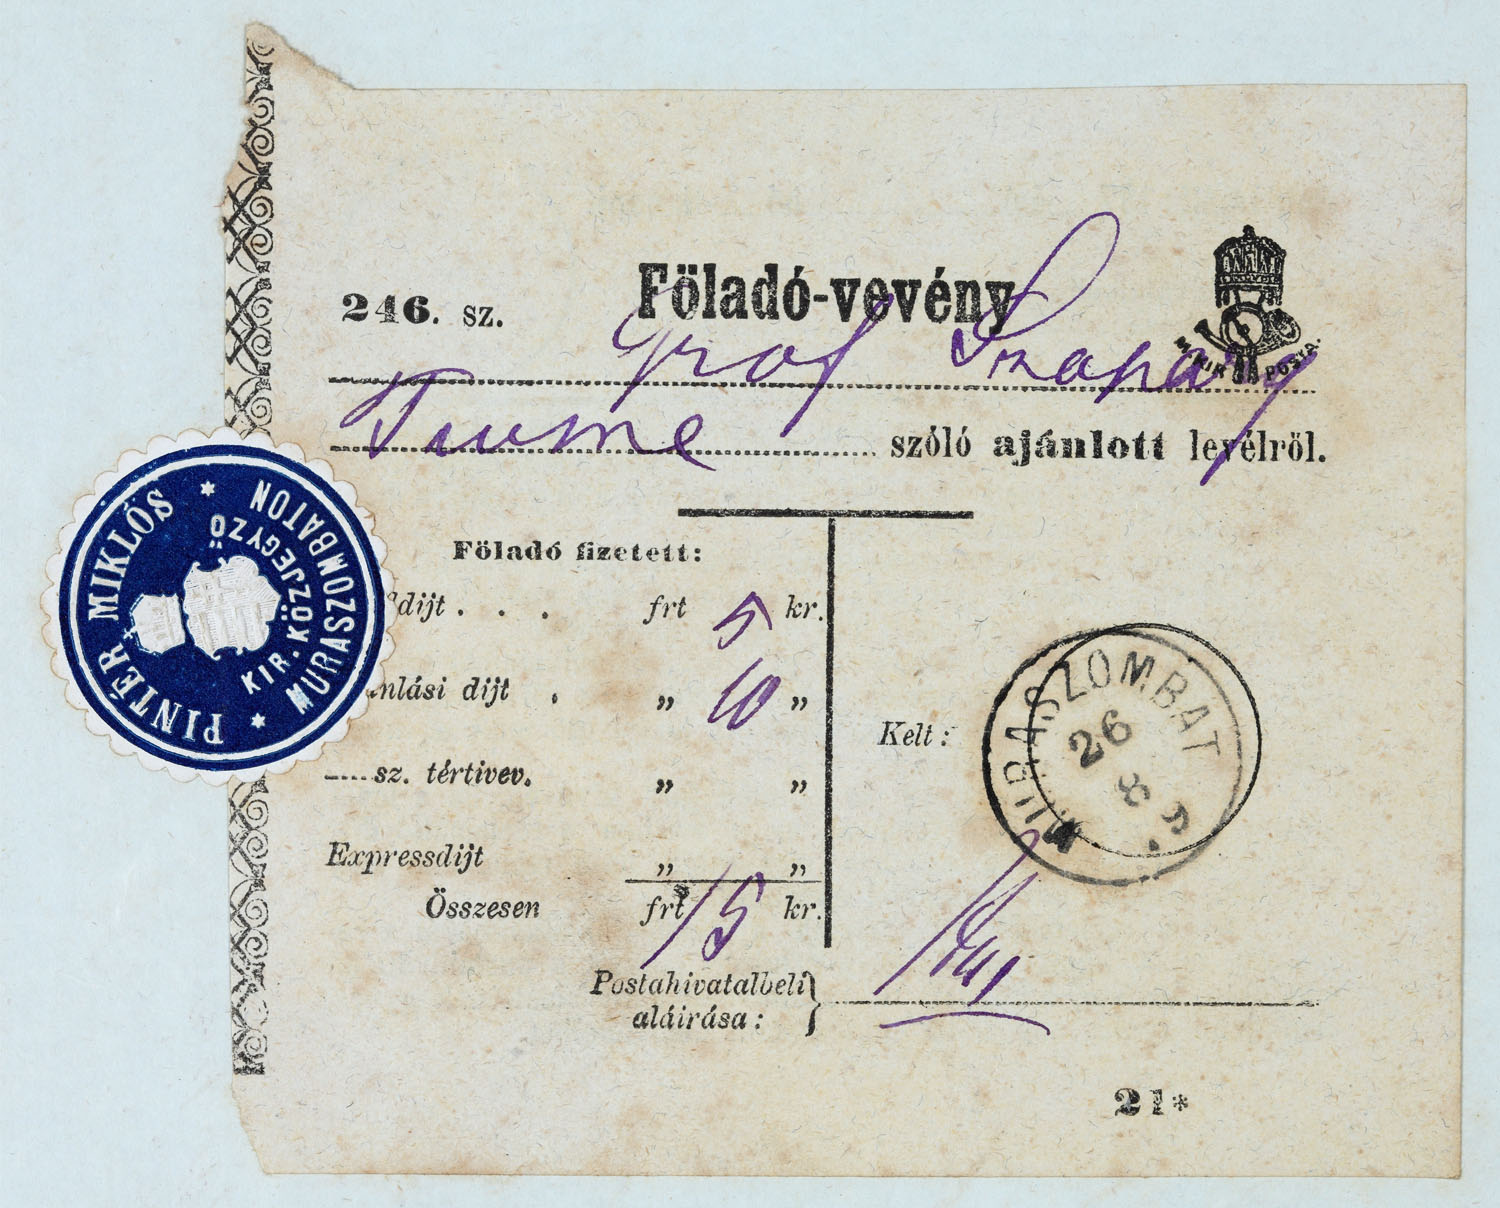 246. sz. Föladó-vevény
M. KIR. POSTA.
Grof Szapary
Fiume szóló ajánlott levélről.
PINTÉR MIKLÓS
KIR. KÖZJEGYZŐ
MURASZOMBATON
Föladó fizetett:
díjt . . . frt 5 kr.
nlási díjt . „ 10 „
sz. tértivev. „ „
Expressdíjt „ „
Összesen frt 15 kr.
Kelt:
MURASZOMBAT
26
8
Postahivatalbeli
aláirása:
21*